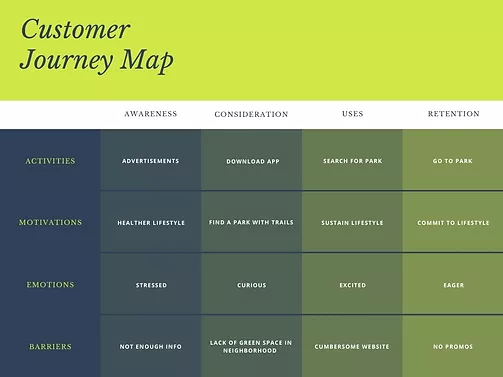 Customer
Journey Map
AWARENESS CONSIDERATION USES RETENTION
ACTIVITIES ADVERTISEMENTS DOWNLOAD APP SEARCH FOR PARK GO TO PARK
MOTIVATIONS HEALTHER LIFESTYLE FIND A PARK WITH TRAILS SUSTAIN LIFESTYLE COMMIT TO LIFESTYLE
EMOTIONS STRESSED CURIOUS EXCITED EAGER
BARRIERS NOT ENOUGH INFO LACK OF GREEN SPACE IN
NEIGHBORHOOD CUMBERSOME WEBSITE NO PROMOS